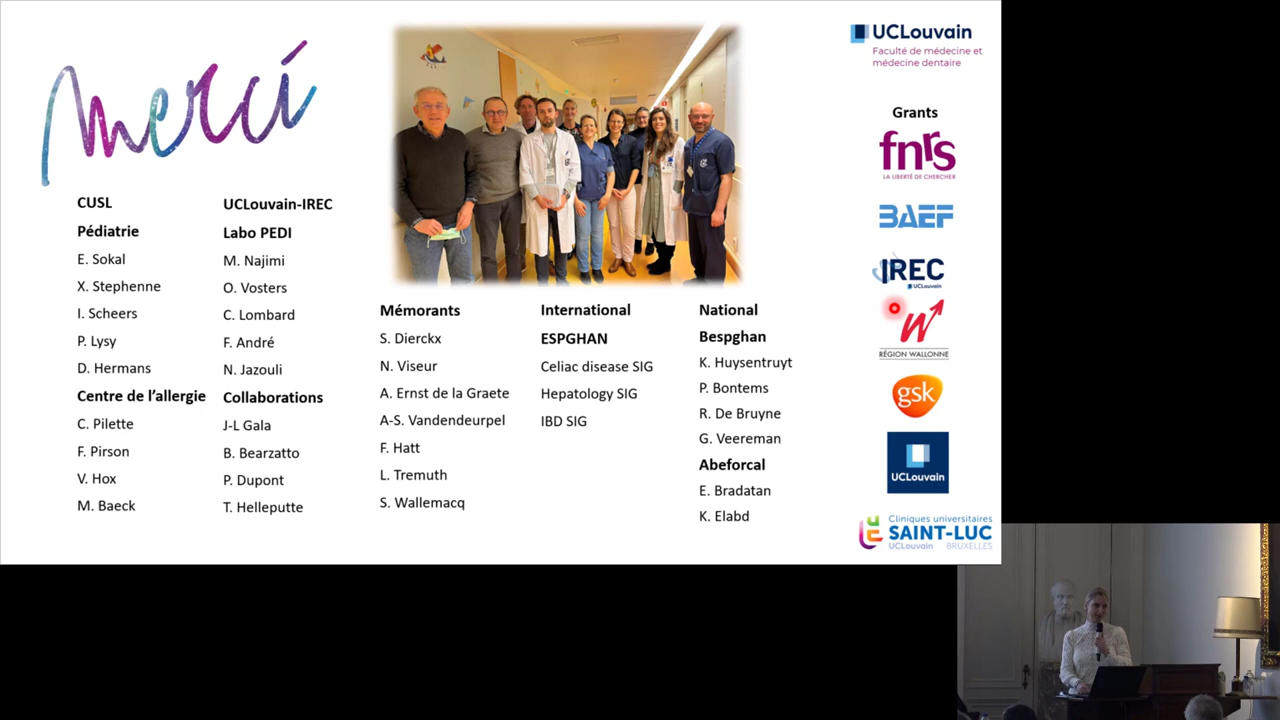 merci
CUSL
Pédiatrie
E. Sokal
X. Stephenne
I. Scheers
P. Lysy
D. Hermans
Centre de l’allergie
C. Pilette
F. Pirson
V. Hox
M. Baeck
UCLouvain-IREC
Labo PEDI
M. Najimi
O. Vosters
C. Lombard
F. André
N. Jazouli
Collaborations
J-L Gala
B. Bearzatto
P. Dupont
T. Helleputte
Mémorants
S. Dierckx
N. Viseur
A. Ernst de la Graete
A-S. Vandendeurpel
F. Hatt
L. Tremuth
S. Wallemacq
International
ESPGHAN
Celiac disease SIG
Hepatology SIG
IBD SIG
National
Bespghan
K. Huysentruyt
P. Bontems
R. De Bruyne
G. Veereman
Abeforcal
E. Bradatan
K. Elabd
UCLouvain
Faculté de médecine et
médecine dentaire
Grants
fnrs
LA LIBERTÉ DE CHERCHER
BAEF
IREC
UCLouvain
W
RÉGION WALLONNE
gsk
UCLouvain
Cliniques universitaires
SAINT-LUC
UCLouvain BRUXELLES